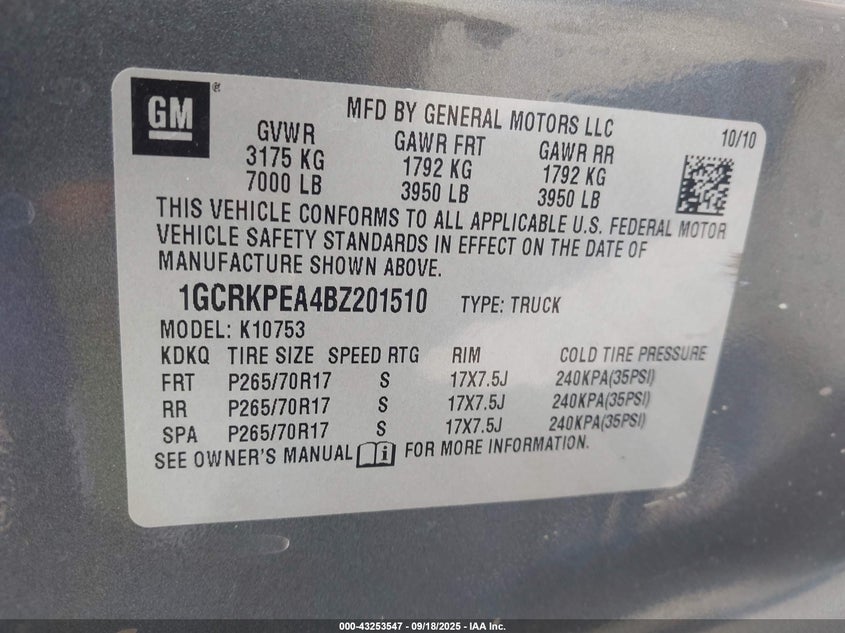 GM ®
MFD BY GENERAL MOTORS LLC
10/10
GVWR GAWR FRT GAWR RR
3175 KG 1792 KG 1792 KG
7000 LB 3950 LB 3950 LB
THIS VEHICLE CONFORMS TO ALL APPLICABLE U.S. FEDERAL MOTOR
VEHICLE SAFETY STANDARDS IN EFFECT ON THE DATE OF
MANUFACTURE SHOWN ABOVE.
1GCRKPEA4BZ201510 TYPE: TRUCK
MODEL: K10753
KDKQ TIRE SIZE SPEED RTG RIM COLD TIRE PRESSURE
FRT P265/70R17 S 17X7.5J 240KPA(35PSI)
RR P265/70R17 S 17X7.5J 240KPA(35PSI)
SPA P265/70R17 S 17X7.5J 240KPA(35PSI)
SEE OWNER'S MANUAL i FOR MORE INFORMATION.
000-43253547 - 09/18/2025 - IAA Inc.